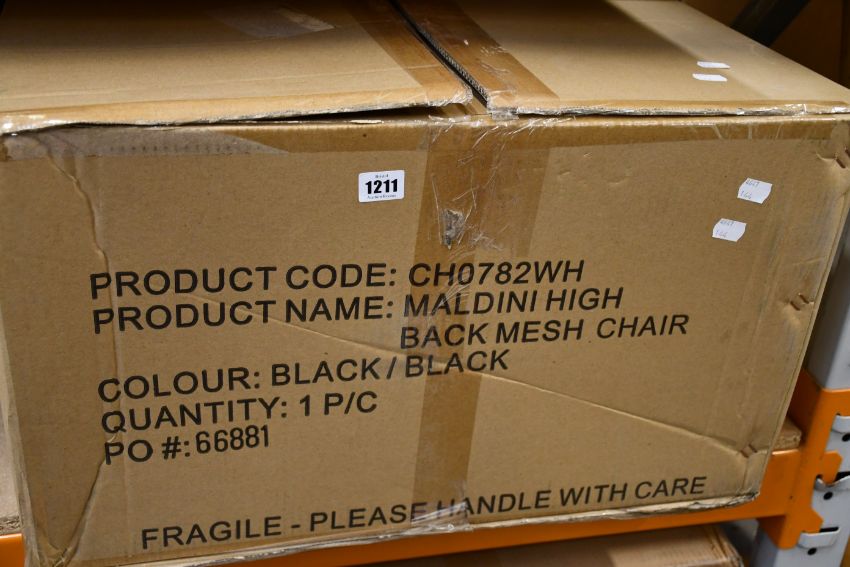 1211
PRODUCT CODE: CH0782WH
PRODUCT NAME: MALDINI HIGH
BACK MESH CHAIR
COLOUR: BLACK / BLACK
QUANTITY: 1 P/C
PO #: 66881
FRAGILE - PLEASE HANDLE WITH CARE